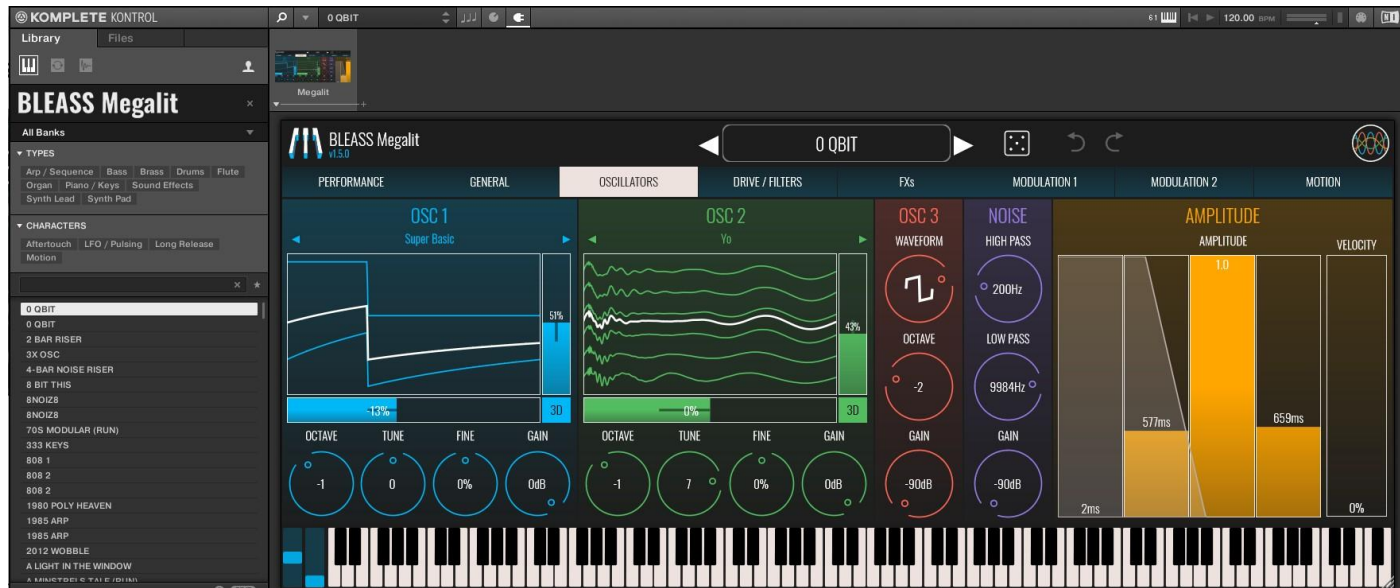 KOMPLETE KONTROL
0 QBIT
61
120.00 BPM
Library Files
BLEASS Megalit
All Banks
TYPES
Arp / Sequence Bass Brass Drums Flute
Organ Piano / Keys Sound Effects
Synth Lead Synth Pad
CHARACTERS
Aftertouch LFO / Pulsing Long Release
Motion
0 QBIT
0 QBIT
2 BAR RISER
3X OSC
4-BAR NOISE RISER
8 BIT THIS
8NOIZ8
8NOIZ8
70S MODULAR (RUN)
333 KEYS
808 1
808 2
808 2
1980 POLY HEAVEN
1985 ARP
1985 ARP
2012 WOBBLE
A LIGHT IN THE WINDOW
A MINSTRELS TALE (RUN)
Megalit
BLEASS Megalit
v1.5.0
0 QBIT
PERFORMANCE GENERAL OSCILLATORS DRIVE / FILTERS FXs MODULATION 1 MODULATION 2 MOTION
OSC 1
Super Basic
51%
-13%
3D
OCTAVE TUNE FINE GAIN
-1 0 0% 0dB
OSC 2
Yo
43%
0%
3D
OCTAVE TUNE FINE GAIN
-1 7 0% 0dB
OSC 3
WAVEFORM
OCTAVE
-2
GAIN
-90dB
NOISE
HIGH PASS
200Hz
LOW PASS
9984Hz
GAIN
-90dB
AMPLITUDE
AMPLITUDE VELOCITY
1.0
577ms 659ms
2ms 0%